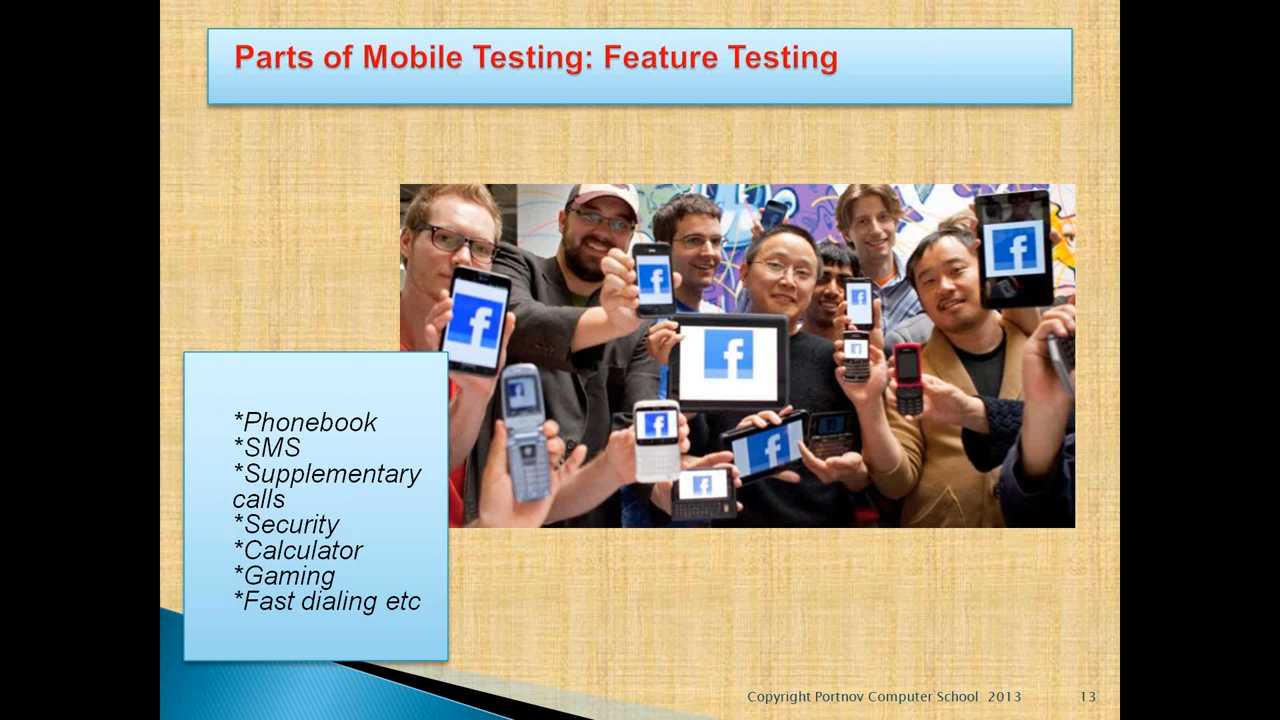 Parts of Mobile Testing: Feature Testing
*Phonebook
*SMS
*Supplementary
calls
*Security
*Calculator
*Gaming
*Fast dialing etc
Copyright Portnov Computer School 2013 13